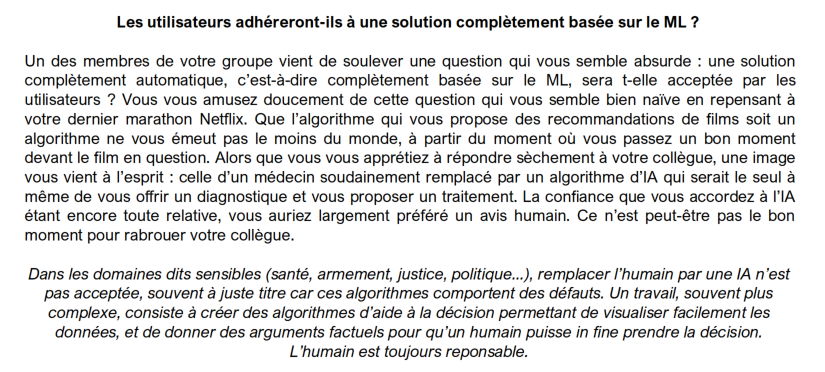 Les utilisateurs adhéreront-ils à une solution complètement basée sur le ML ?
Un des membres de votre groupe vient de soulever une question qui vous semble absurde : une solution
complètement automatique, c’est-à-dire complètement basée sur le ML, sera t-elle acceptée par les
utilisateurs ? Vous vous amusez doucement de cette question qui vous semble bien naïve en repensant à
votre dernier marathon Netflix. Que l’algorithme qui vous propose des recommandations de films soit un
algorithme ne vous émeut pas le moins du monde, à partir du moment où vous passez un bon moment
devant le film en question. Alors que vous vous apprétiez à répondre sèchement à votre collègue, une image
vous vient à l’esprit : celle d’un médecin soudainement remplacé par un algorithme d’IA qui serait le seul à
même de vous offrir un diagnostique et vous proposer un traitement. La confiance que vous accordez à l’IA
étant encore toute relative, vous auriez largement préféré un avis humain. Ce n’est peut-être pas le bon
moment pour rabrouer votre collègue.
Dans les domaines dits sensibles (santé, armement, justice, politique...), remplacer l’humain par une IA n’est
pas acceptée, souvent à juste titre car ces algorithmes comportent des défauts. Un travail, souvent plus
complexe, consiste à créer des algorithmes d’aide à la décision permettant de visualiser facilement les
données, et de donner des arguments factuels pour qu’un humain puisse in fine prendre la décision.
L’humain est toujours reponsable.